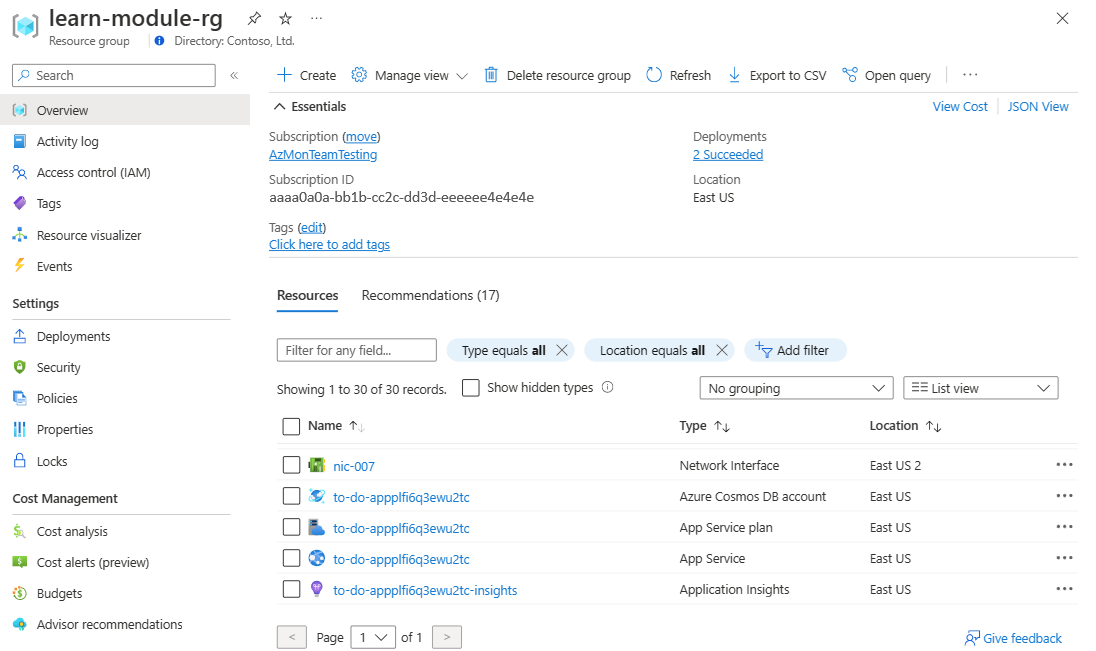 learn-module-rg
Resource group
Directory: Contoso, Ltd.
Search
Overview
Activity log
Access control (IAM)
Tags
Resource visualizer
Events
Settings
Deployments
Security
Policies
Properties
Locks
Cost Management
Cost analysis
Cost alerts (preview)
Budgets
Advisor recommendations
Create Manage view Delete resource group Refresh Export to CSV Open query
Essentials View Cost JSON View
Subscription (move)
AzMonTeamTesting
Subscription ID
aaaa0a0a-bb1b-cc2c-dd3d-eeeeee4e4e4e
Deployments
2 Succeeded
Location
East US
Tags (edit)
Click here to add tags
Resources Recommendations (17)
Filter for any field... Type equals all Location equals all Add filter
Showing 1 to 30 of 30 records. Show hidden types No grouping List view
Name Type Location
nic-007 Network Interface East US 2
to-do-appplfi6q3ewu2tc Azure Cosmos DB account East US
to-do-appplfi6q3ewu2tc App Service plan East US
to-do-appplfi6q3ewu2tc App Service East US
to-do-appplfi6q3ewu2tc-insights Application Insights East US
< Page 1 of 1 >
Give feedback